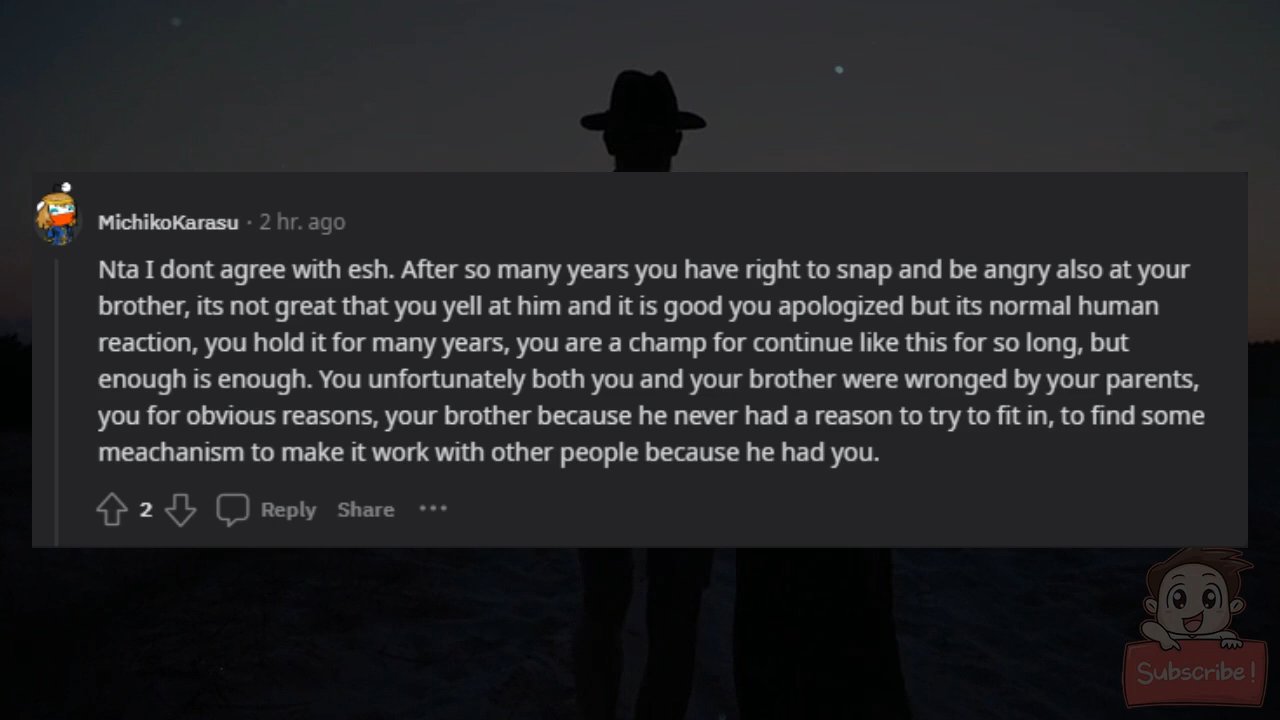 MichikoKarasu · 2 hr. ago
Nta I dont agree with esh. After so many years you have right to snap and be angry also at your
brother, its not great that you yell at him and it is good you apologized but its normal human
reaction, you hold it for many years, you are a champ for continue like this for so long, but
enough is enough. You unfortunately both you and your brother were wronged by your parents,
you for obvious reasons, your brother because he never had a reason to try to fit in, to find some
meachanism to make it work with other people because he had you.
2 Reply Share ···
Subscribe!